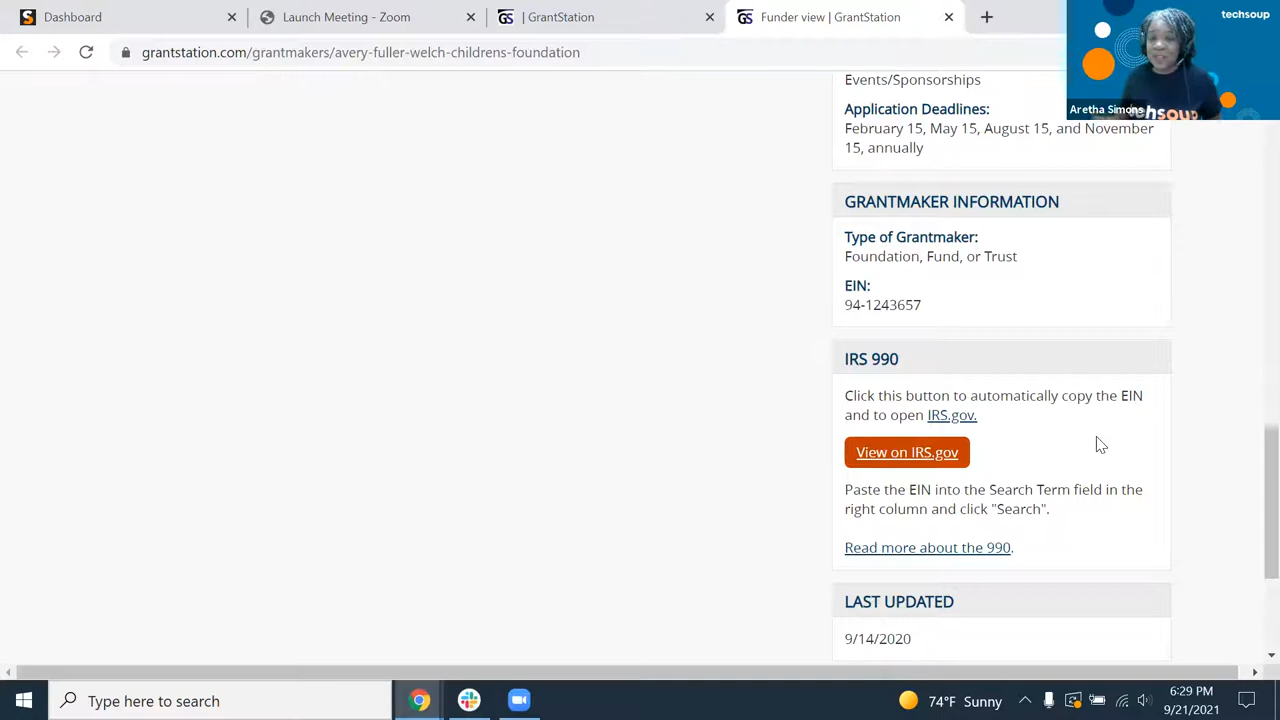 Dashboard
Launch Meeting - Zoom
| GrantStation
Funder view | GrantStation
techsoup
grantstation.com/grantmakers/avery-fuller-welch-childrens-foundation
Events/Sponsorships
Application Deadlines:
February 15, May 15, August 15, and November
15, annually
Aretha Simons
techsoup
GRANTMAKER INFORMATION
Type of Grantmaker:
Foundation, Fund, or Trust
EIN:
94-1243657
IRS 990
Click this button to automatically copy the EIN
and to open IRS.gov.
View on IRS.gov
Paste the EIN into the Search Term field in the
right column and click "Search".
Read more about the 990.
LAST UPDATED
9/14/2020
Type here to search
74°F Sunny
6:29 PM
9/21/2021